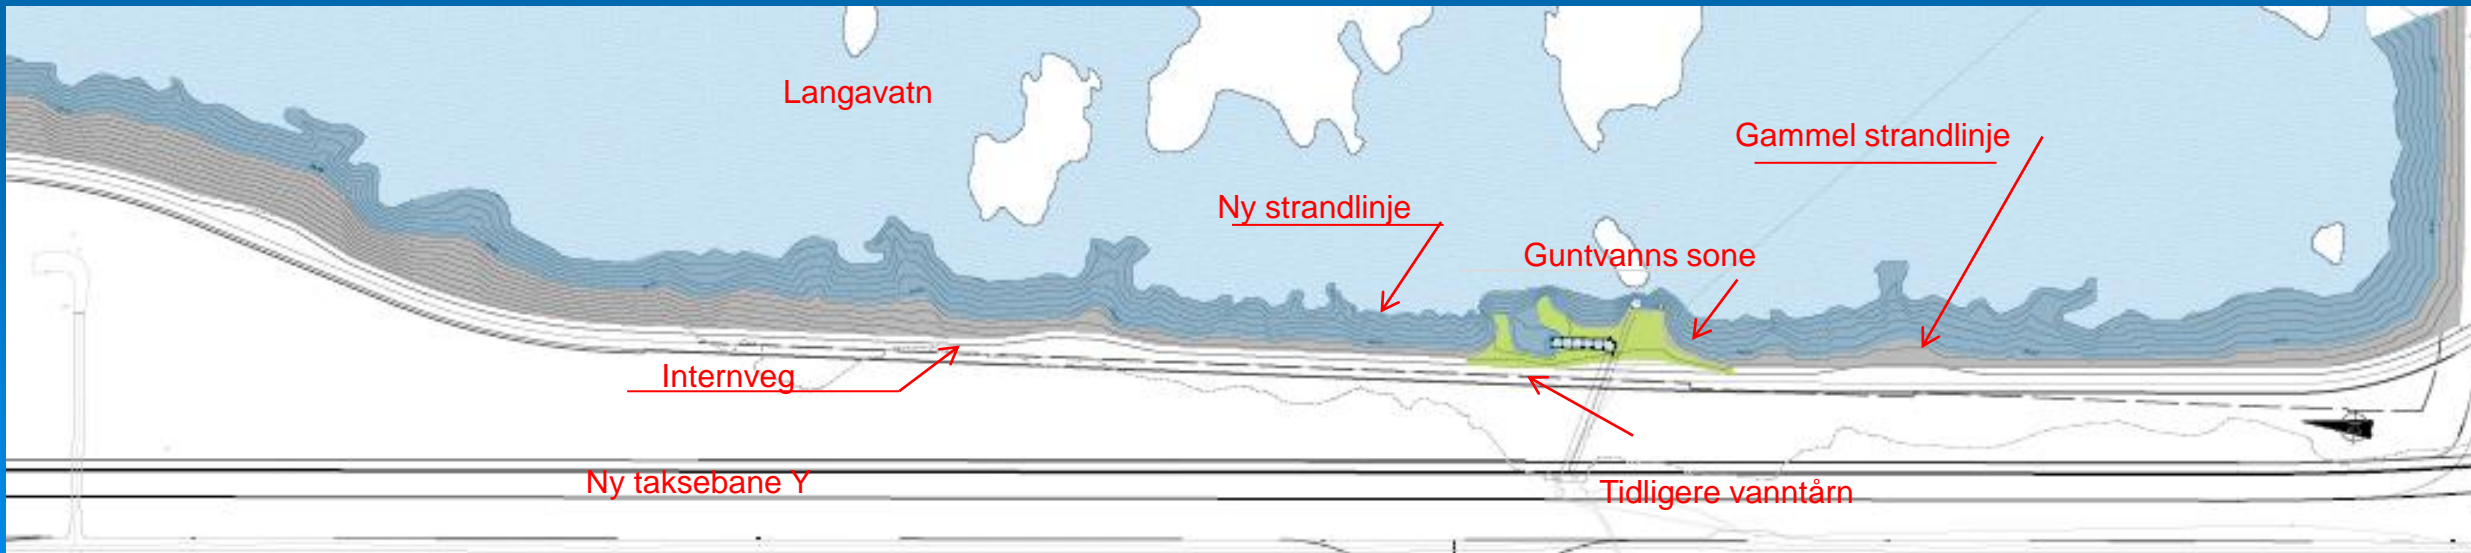 Langavatn
Gammel strandlinje
Ny strandlinje
Guntvanns sone
Internveg
Ny taksebane Y
Tidligere vanntårn